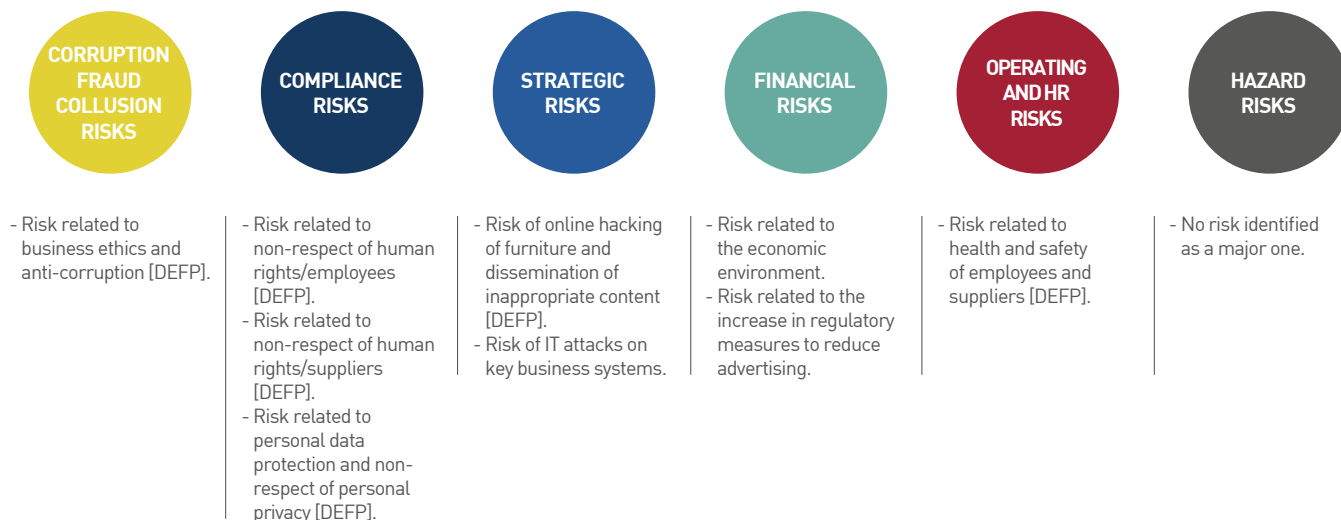 CORRUPTION
FRAUD
COLLUSION
RISKS
COMPLIANCE
RISKS
STRATEGIC
RISKS
FINANCIAL
RISKS
OPERATING
AND HR
RISKS
HAZARD
RISKS
- Risk related to
business ethics and
anti-corruption [DEFP].
- Risk related to
non-respect of human
rights/employees
[DEFP].
- Risk related to
non-respect of human
rights/suppliers
[DEFP].
- Risk related to
personal data
protection and non-
respect of personal
privacy [DEFP].
- Risk of online hacking
of furniture and
dissemination of
inappropriate content
[DEFP].
- Risk of IT attacks on
key business systems.
- Risk related to
the economic
environment.
- Risk related to the
increase in regulatory
measures to reduce
advertising.
- Risk related to
health and safety
of employees and
suppliers [DEFP].
- No risk identified
as a major one.